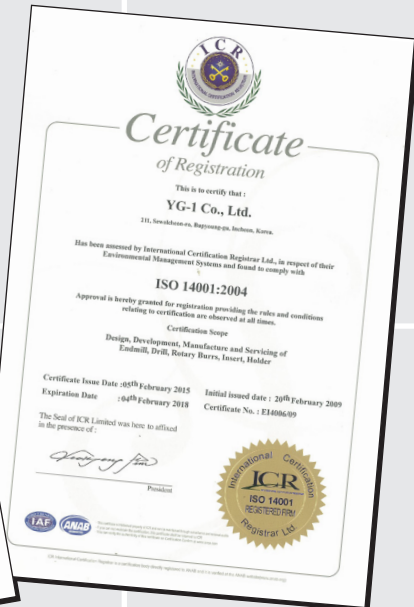 ICR
Certificate
of Registration
This is to certify that :
YG-1 Co., Ltd.
211, Sewolcheon-ro, Bupyoung-gu, Incheon, Korea.
Has been assessed by International Certification Registrar Ltd., in respect of their
Environmental Management Systems and found to comply with
ISO 14001:2004
Approval is hereby granted for registration providing the rules and conditions
relating to certification are observed at all times.
Certification Scope
Design, Development, Manufacture and Servicing of
Endmill, Drill, Rotary Burrs, Insert, Holder
Certificate Issue Date :05th February 2015
Initial issued date : 20th February 2009
Expiration Date :04th February 2018
Certificate No. : EI4006/09
The Seal of ICR Limited was here to affixed
in the presence of :
President
International Certification
ICR
ISO 14001
REGISTERED FIRM
Registrar Ltd.
IAF
ANAB